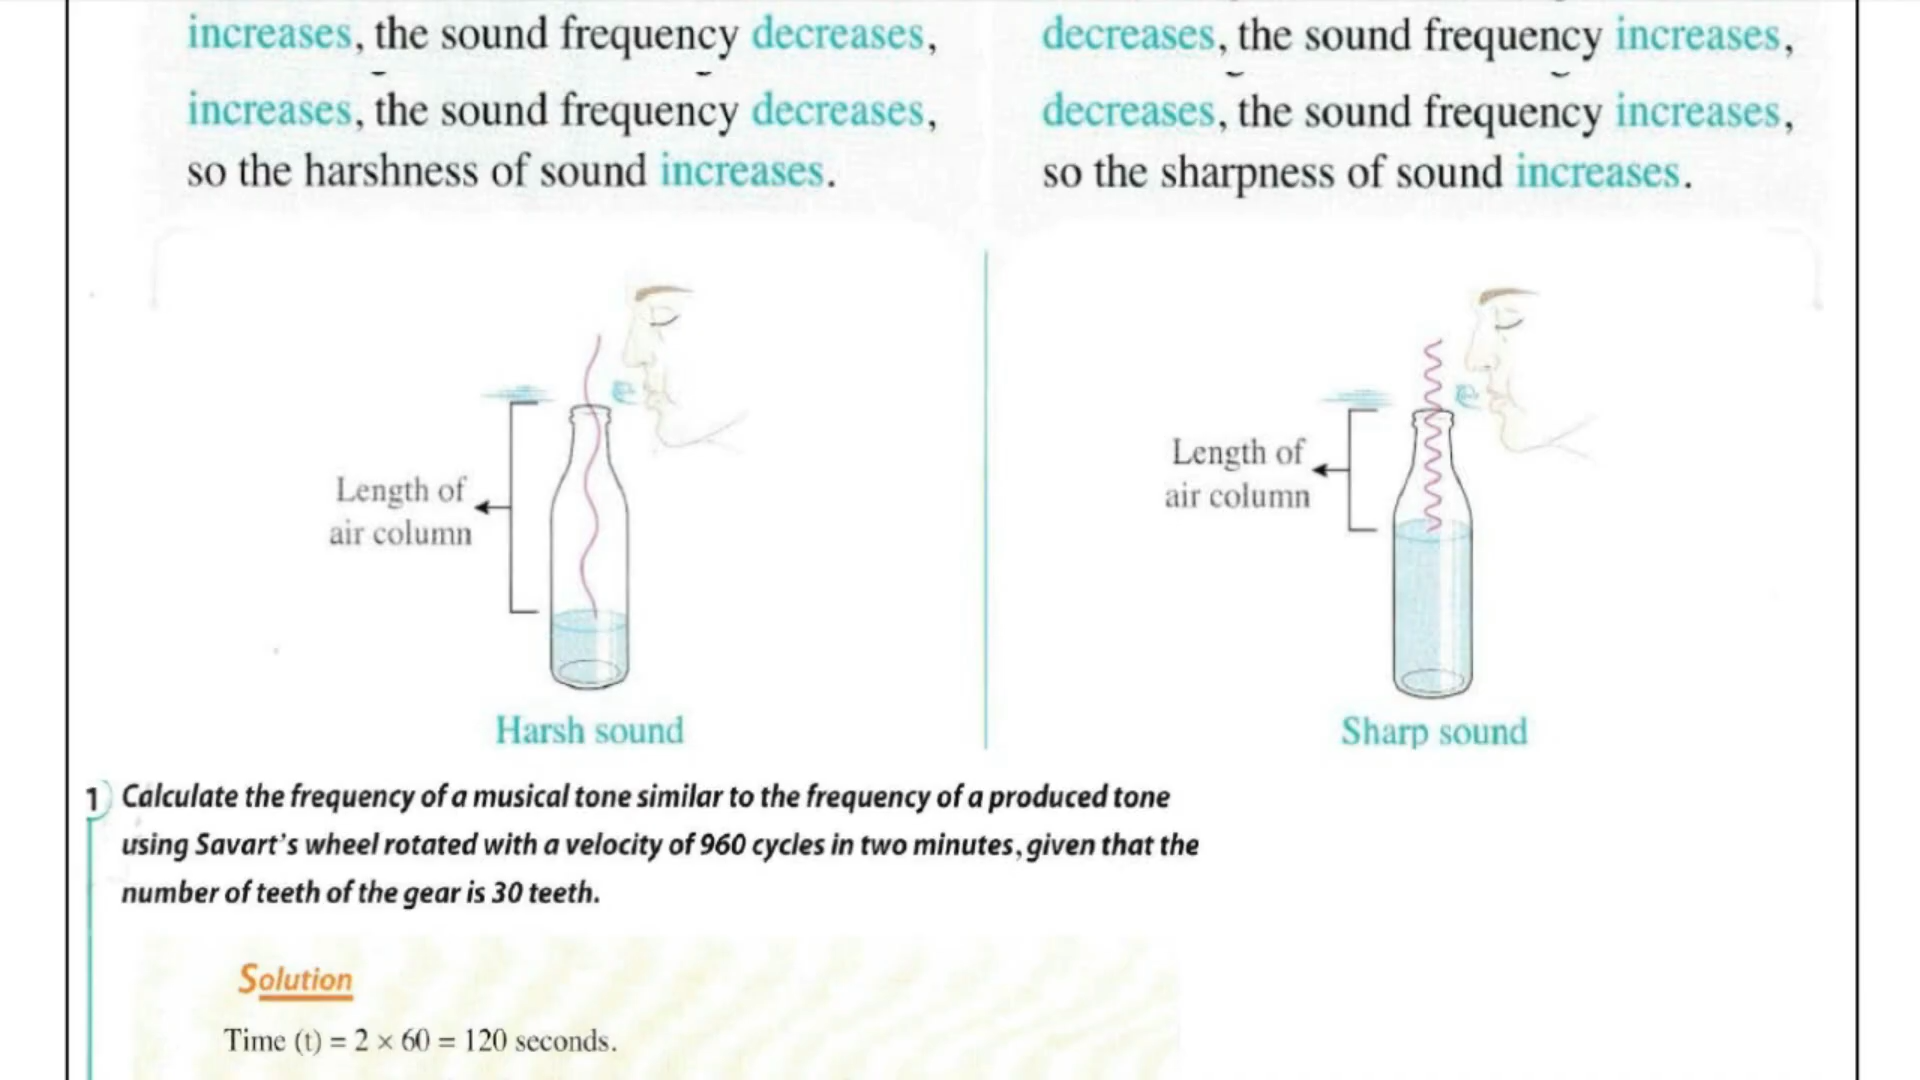 increases, the sound frequency decreases,
increases, the sound frequency decreases,
so the harshness of sound increases.
decreases, the sound frequency increases,
decreases, the sound frequency increases,
so the sharpness of sound increases.
Length of
air column
Harsh sound
Length of
air column
Sharp sound
1 Calculate the frequency of a musical tone similar to the frequency of a produced tone
using Savart's wheel rotated with a velocity of 960 cycles in two minutes, given that the
number of teeth of the gear is 30 teeth.
Solution
Time (t) = 2 × 60 = 120 seconds.